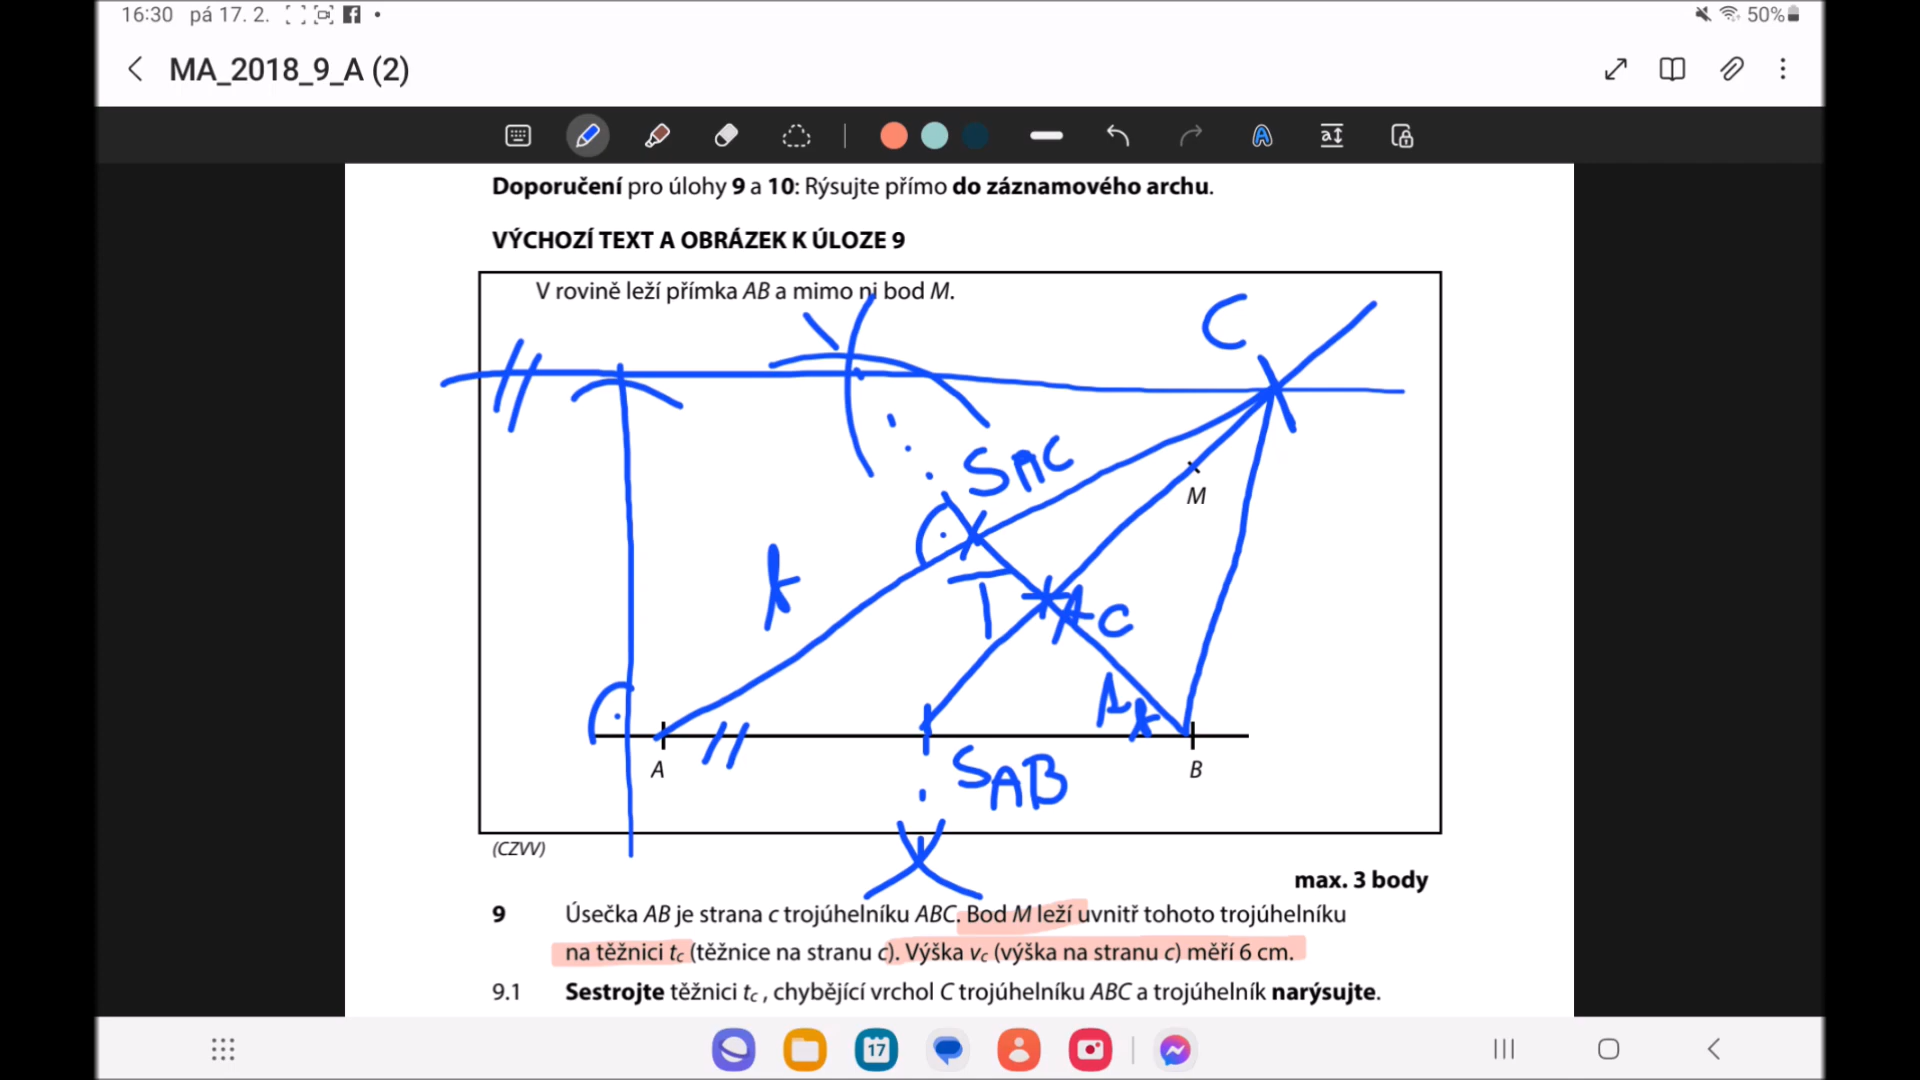 16:30 pá 17. 2.
50%
MA_2018_9_A (2)
Doporučení pro úlohy 9 a 10: Rýsujte přímo do záznamového archu.
VÝCHOZÍ TEXT A OBRÁZEK K ÚLOZE 9
V rovině leží přímka AB a mimo ni bod M.
C
SAC
M
k
T
tc
tk
A
B
SAB
(CZVV)
max. 3 body
9 Úsečka AB je strana c trojúhelníku ABC. Bod M leží uvnitř tohoto trojúhelníku
na těžnici tc (těžnice na stranu c). Výška vc (výška na stranu c) měří 6 cm.
9.1 Sestrojte těžnici tc , chybějící vrchol C trojúhelníku ABC a trojúhelník narýsujte.
17